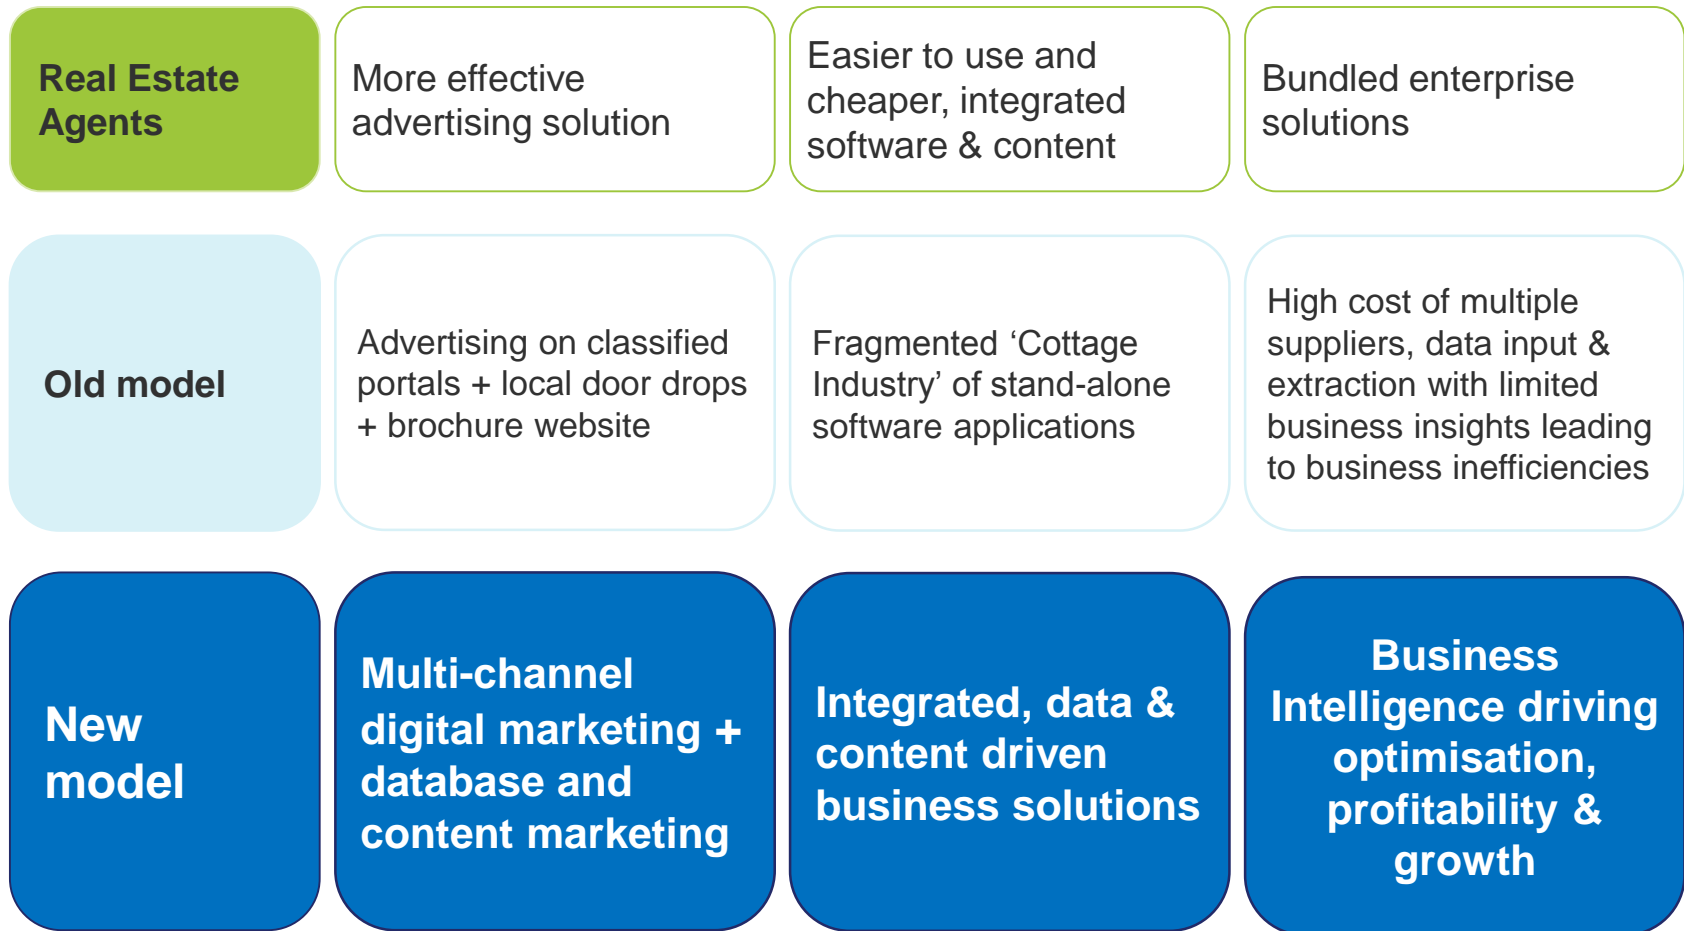 Real Estate
Agents
More effective
advertising solution
Easier to use and
cheaper, integrated
software & content
Bundled enterprise
solutions
Old model
Advertising on classified
portals + local door drops
+ brochure website
Fragmented ‘Cottage
Industry’ of stand-alone
software applications
High cost of multiple
suppliers, data input &
extraction with limited
business insights leading
to business inefficiencies
New
model
Multi-channel
digital marketing +
database and
content marketing
Integrated, data &
content driven
business solutions
Business
Intelligence driving
optimisation,
profitability &
growth